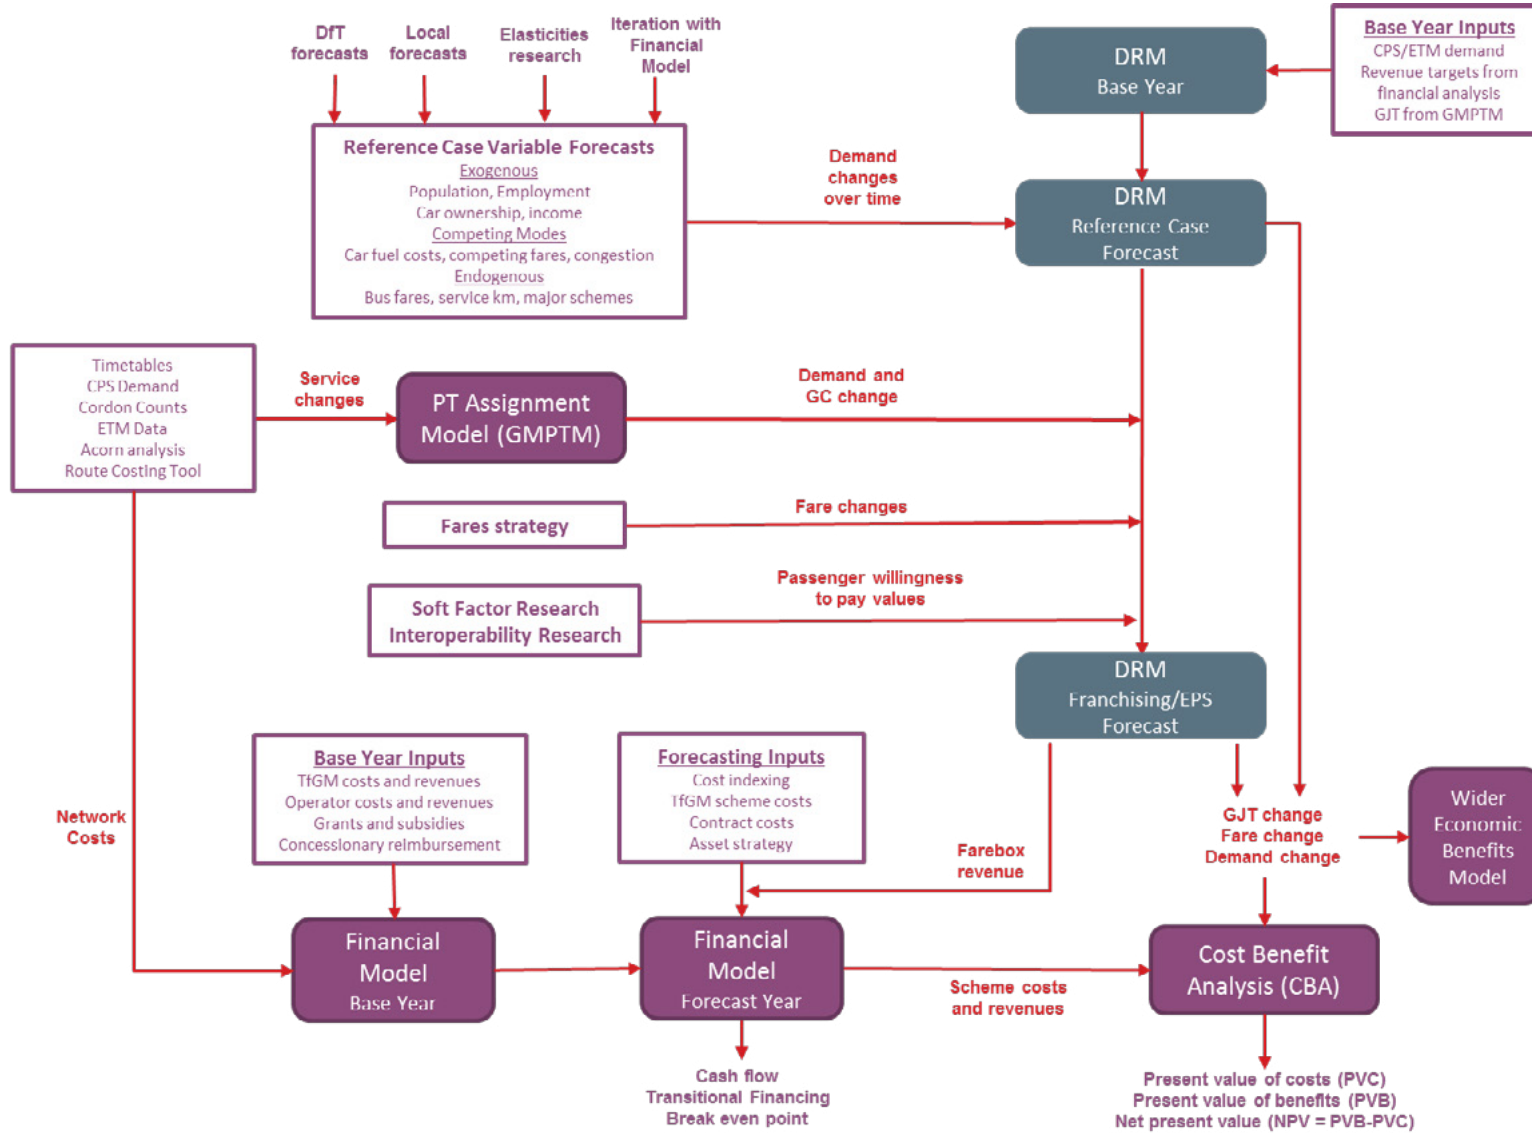 DfT
forecasts
Local
forecasts
Elasticities
research
Iteration with
Financial
Model
DRM
Base Year
Base Year Inputs
CPS/ETM demand
Revenue targets from
financial analysis
GJT from GMPTM
Reference Case Variable Forecasts
Exogenous
Population, Employment
Car ownership, income
Competing Modes
Car fuel costs, competing fares, congestion
Endogenous
Bus fares, service km, major schemes
Demand
changes
over time
DRM
Reference Case
Forecast
Timetables
CPS Demand
Cordon Counts
ETM Data
Acorn analysis
Route Costing Tool
Service
changes
PT Assignment
Model (GMPTM)
Demand and
GC change
Fares strategy
Fare changes
Soft Factor Research
Interoperability Research
Passenger willingness
to pay values
DRM
Franchising/EPS
Forecast
Network
Costs
Base Year Inputs
TfGM costs and revenues
Operator costs and revenues
Grants and subsidies
Concessionary reimbursement
Forecasting Inputs
Cost indexing
TfGM scheme costs
Contract costs
Asset strategy
Farebox
revenue
GJT change
Fare change
Demand change
Wider
Economic
Benefits
Model
Financial
Model
Base Year
Financial
Model
Forecast Year
Scheme costs
and revenues
Cost Benefit
Analysis (CBA)
Cash flow
Transitional Financing
Break even point
Present value of costs (PVC)
Present value of benefits (PVB)
Net present value (NPV = PVB-PVC)